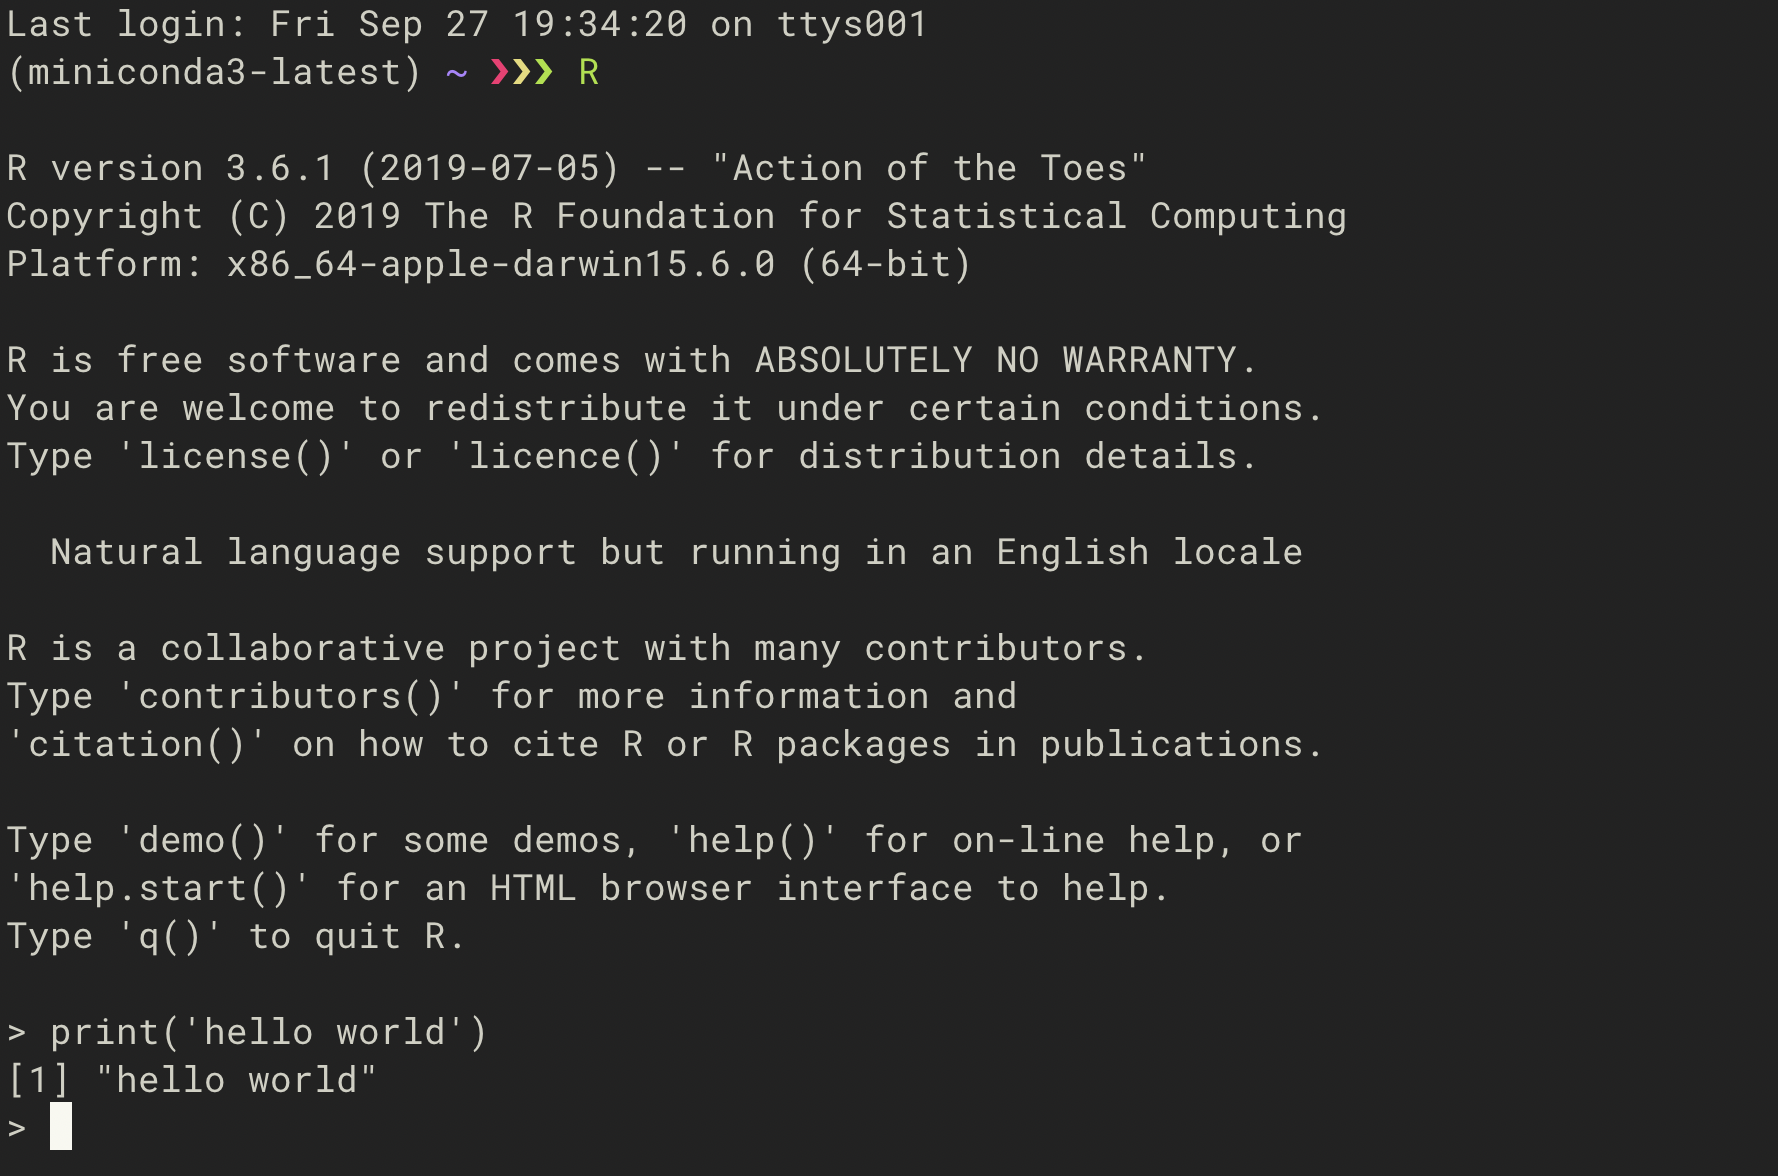 Last login: Fri Sep 27 19:34:20 on ttys001
(miniconda3-latest) ~ ❯❯❯ R
R version 3.6.1 (2019-07-05) -- "Action of the Toes"
Copyright (C) 2019 The R Foundation for Statistical Computing
Platform: x86_64-apple-darwin15.6.0 (64-bit)
R is free software and comes with ABSOLUTELY NO WARRANTY.
You are welcome to redistribute it under certain conditions.
Type 'license()' or 'licence()' for distribution details.
  Natural language support but running in an English locale
R is a collaborative project with many contributors.
Type 'contributors()' for more information and
'citation()' on how to cite R or R packages in publications.
Type 'demo()' for some demos, 'help()' for on-line help, or
'help.start()' for an HTML browser interface to help.
Type 'q()' to quit R.
> print('hello world')
[1] "hello world"
>